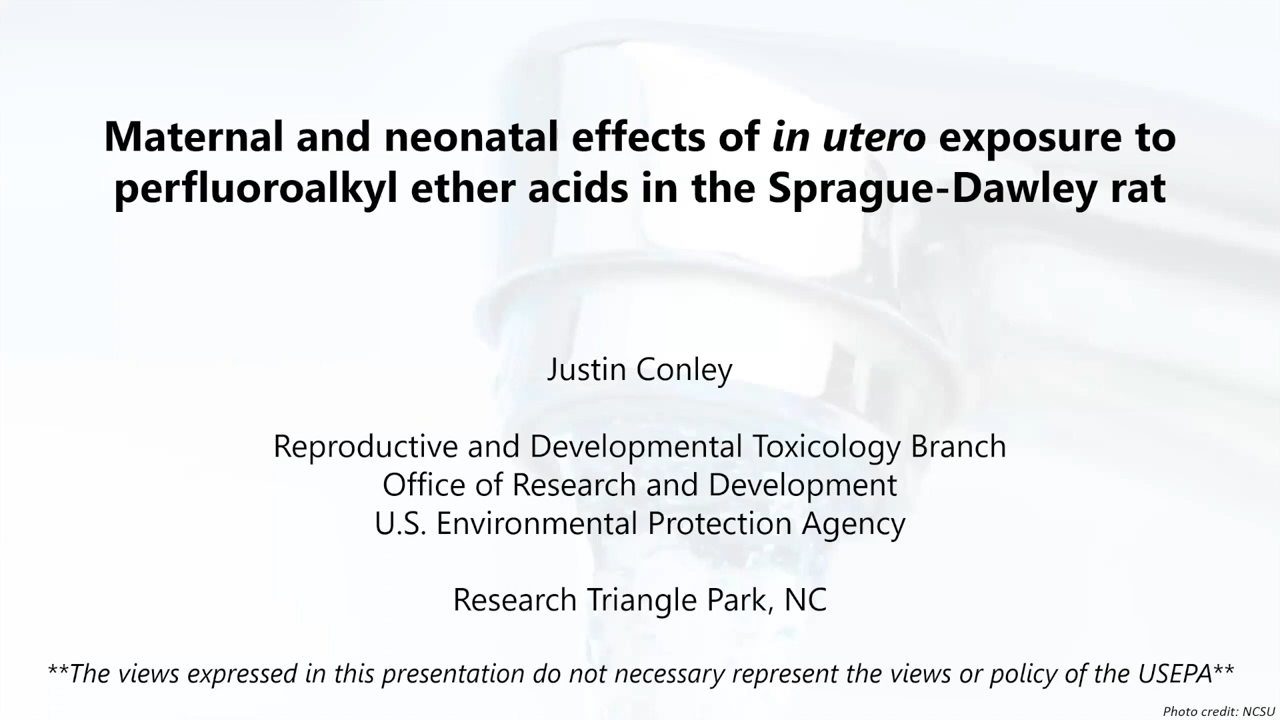 Maternal and neonatal effects of in utero exposure to
perfluoroalkyl ether acids in the Sprague-Dawley rat
Justin Conley
Reproductive and Developmental Toxicology Branch
Office of Research and Development
U.S. Environmental Protection Agency
Research Triangle Park, NC
**The views expressed in this presentation do not necessarily represent the views or policy of the USEPA**
Photo credit: NCSU